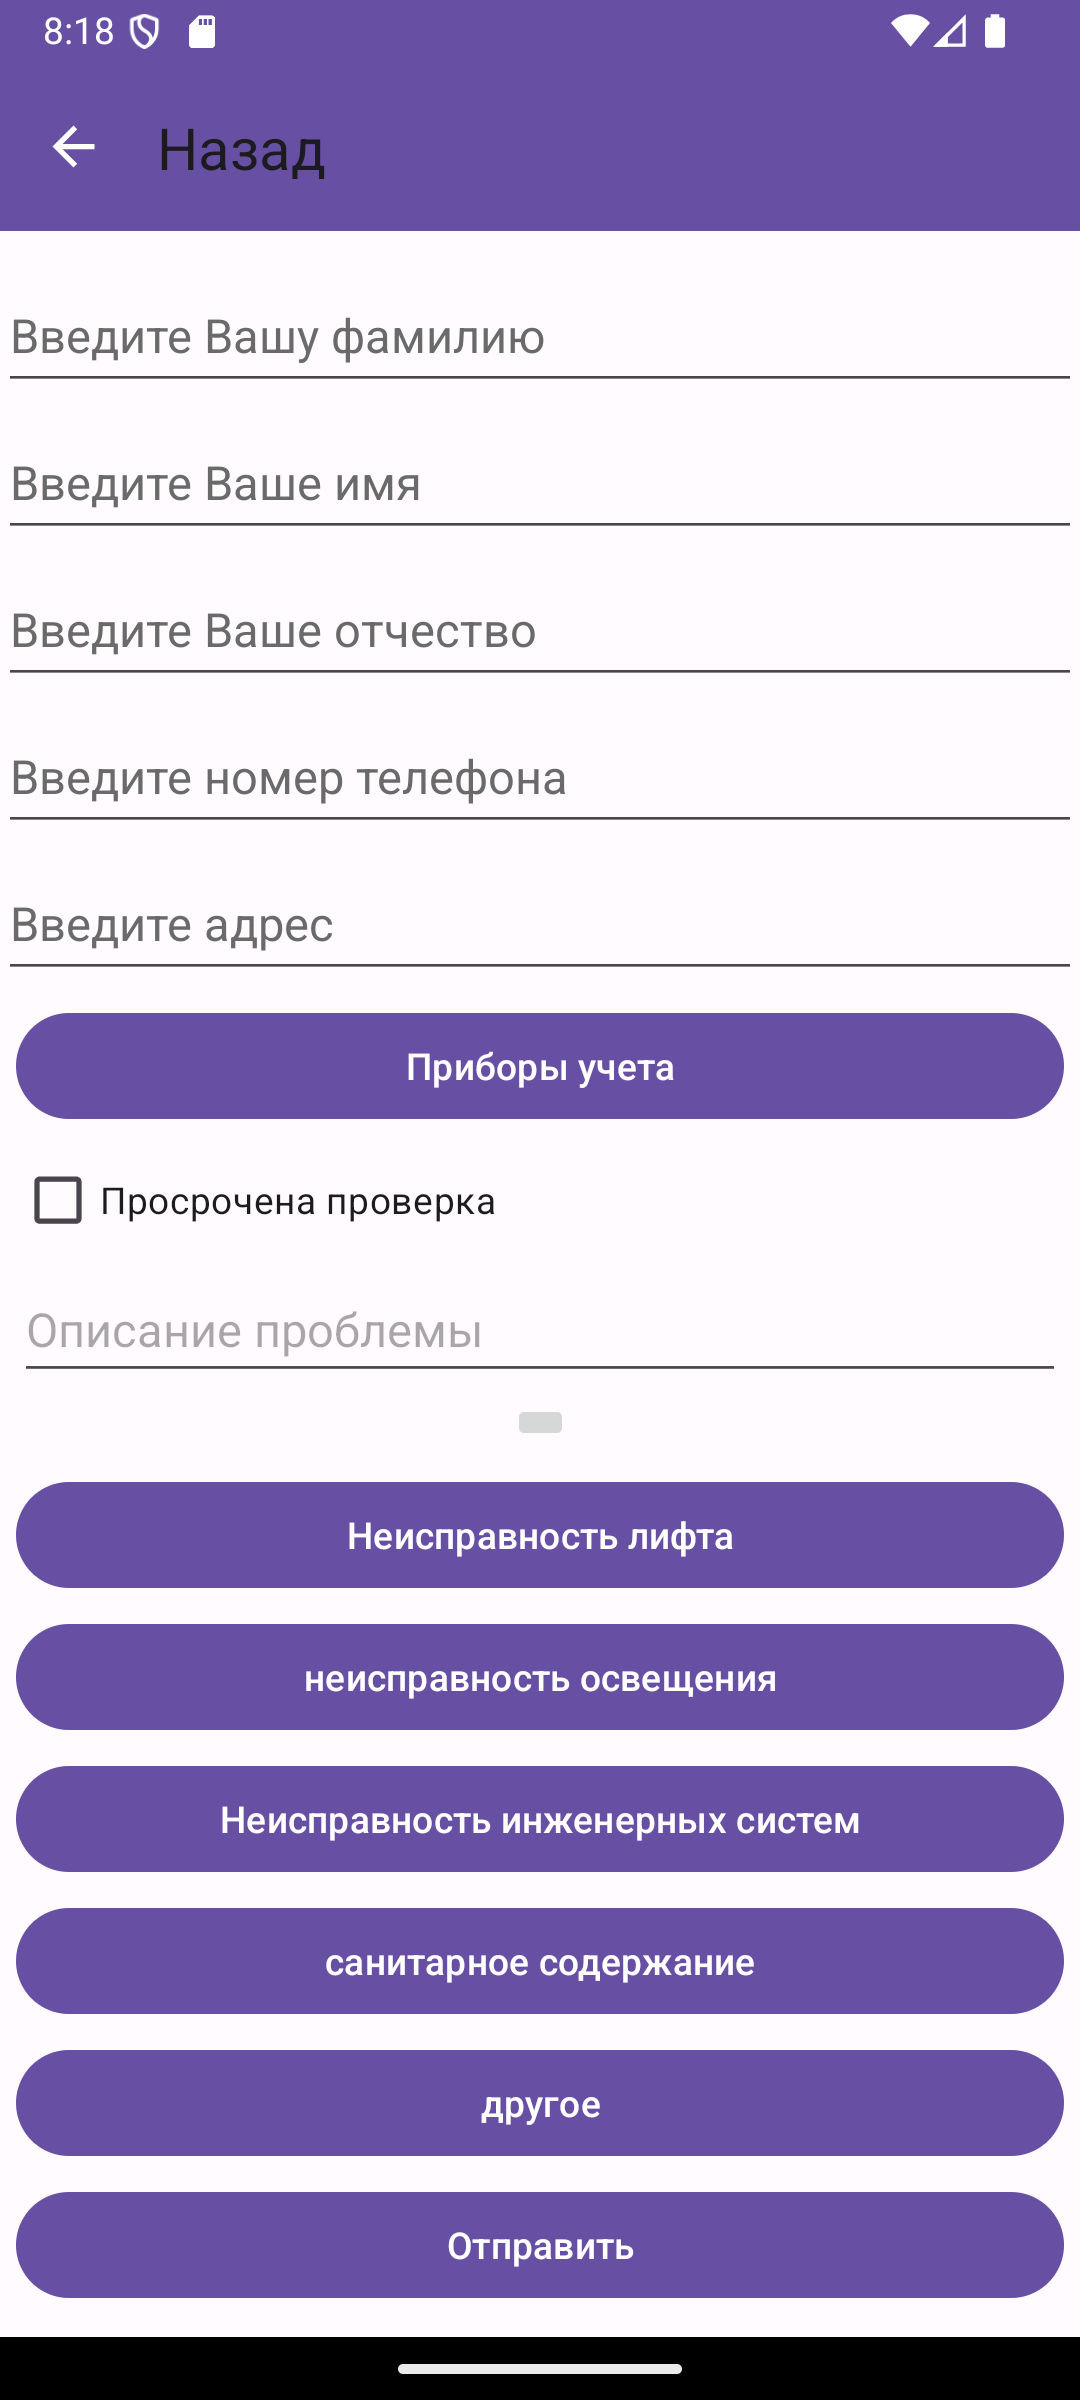 8:18
Назад
Введите Вашу фамилию
Введите Ваше имя
Введите Ваше отчество
Введите номер телефона
Введите адрес
Приборы учета
Просрочена проверка
Описание проблемы
Неисправность лифта
неисправность освещения
Неисправность инженерных систем
санитарное содержание
другое
Отправить